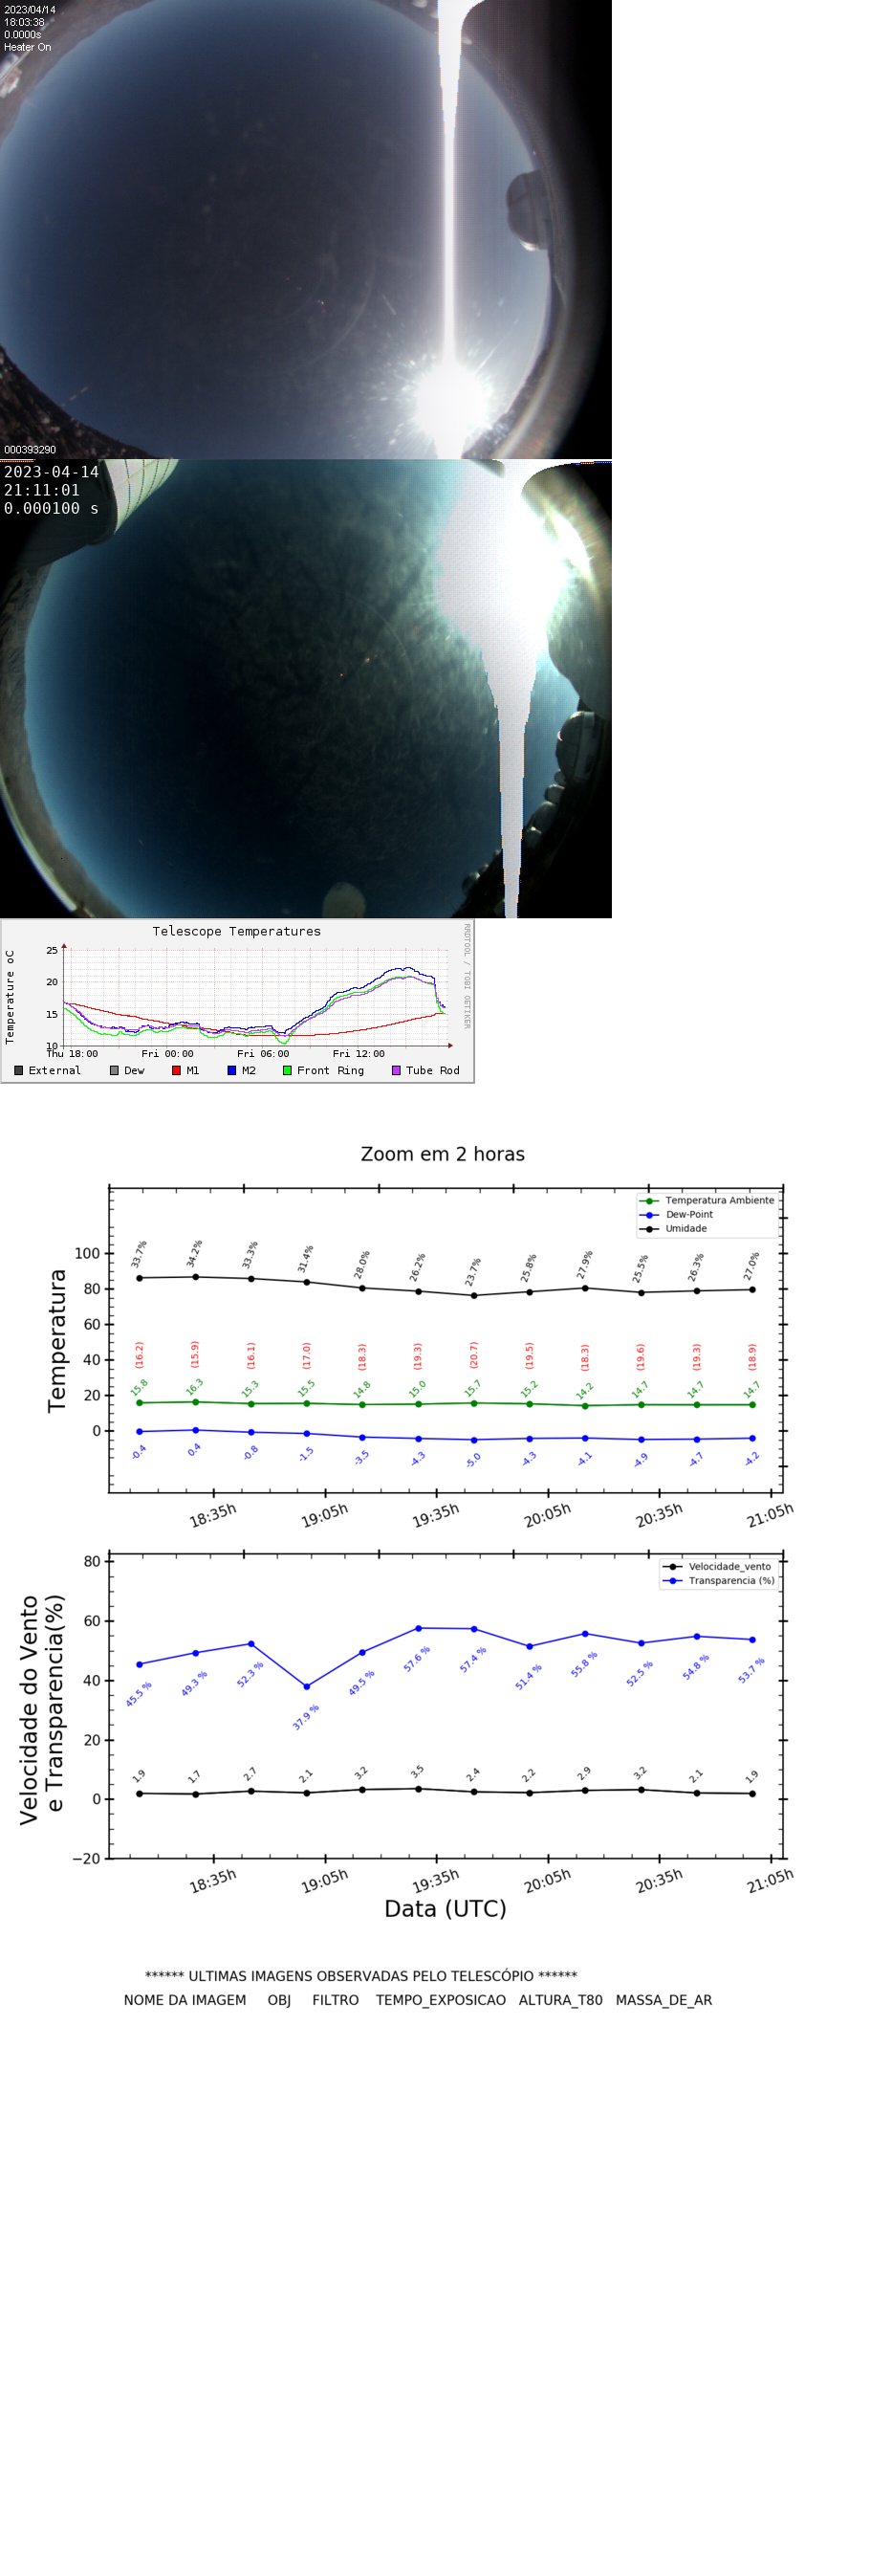 2023/04/14
18:03:38
0.0000s
Heater On
000393290
2023-04-14
21:11:01
0.000100 s
Telescope Temperatures
RRDTOOL / TOBI OETIKER
Temperature oC
25
20
15
10
Thu 18:00 Fri 00:00 Fri 06:00 Fri 12:00
External Dew M1 M2 Front Ring Tube Rod
Zoom em 2 horas
Temperatura Ambiente
Dew-Point
Umidade
Temperatura
100
80
60
40
20
0
33.7% 34.2% 33.3% 31.4% 28.0% 26.2% 23.7% 25.8% 27.9% 25.5% 26.3% 27.0%
(16.2) (15.9) (16.1) (17.0) (18.3) (19.3) (20.7) (19.5) (18.3) (19.6) (19.3) (18.9)
15.8 16.3 15.3 15.5 14.8 15.0 15.7 15.2 14.2 14.7 14.7 14.7
-0.4 0.4 -0.8 -1.5 -3.5 -4.3 -5.0 -4.3 -4.1 -4.9 -4.7 -4.2
18:35h 19:05h 19:35h 20:05h 20:35h 21:05h
Velocidade_vento
Transparencia (%)
Velocidade do Vento
e Transparencia(%)
80
60
40
20
0
−20
45.5 % 49.3 % 52.3 % 37.9 % 49.5 % 57.6 % 57.4 % 51.4 % 55.8 % 52.5 % 54.8 % 53.7 %
1.9 1.7 2.7 2.1 3.2 3.5 2.4 2.2 2.9 3.2 2.1 1.9
18:35h 19:05h 19:35h 20:05h 20:35h 21:05h
Data (UTC)
****** ULTIMAS IMAGENS OBSERVADAS PELO TELESCÓPIO ******
NOME DA IMAGEM OBJ FILTRO TEMPO_EXPOSICAO ALTURA_T80 MASSA_DE_AR